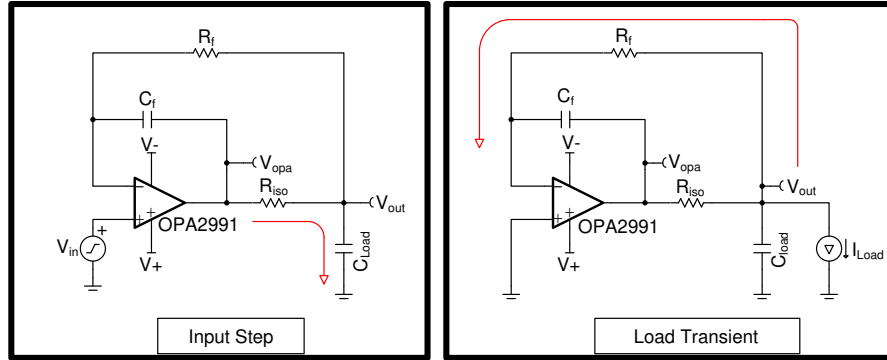 Rf
Cf
V-
Vopa
Riso
Vout
+
OPA2991
Vin
V+
CLoad
Input Step
Rf
Cf
V-
Vopa
Riso
Vout
OPA2991
V+
Cload
ILoad
Load Transient